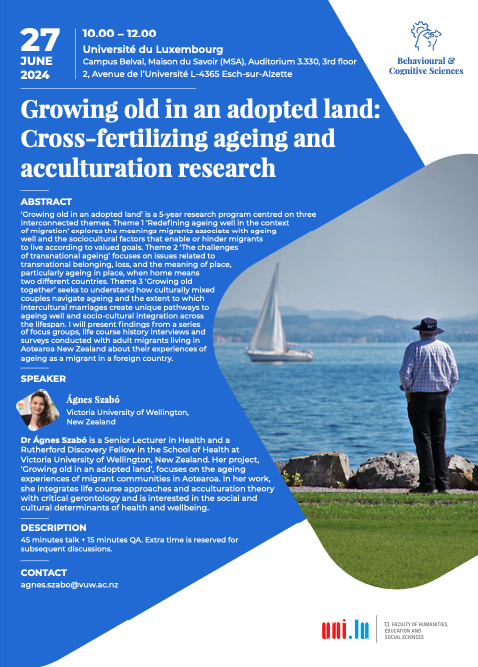 27
JUNE
2024
10.00 – 12.00
Université du Luxembourg
Campus Belval, Maison du Savoir (MSA), Auditorium 3.330, 3rd floor
2, Avenue de l'Université L-4365 Esch-sur-Alzette
Behavioural &
Cognitive Sciences
Growing old in an adopted land:
Cross-fertilizing ageing and
acculturation research
ABSTRACT
'Growing old in an adopted land' is a 5-year research program centred on three
interconnected themes. Theme 1 'Redefining ageing well in the context
of migration' explores the meanings migrants associate with ageing
well and the sociocultural factors that enable or hinder migrants
to live according to valued goals. Theme 2 'The challenges
of transnational ageing' focuses on issues related to
transnational belonging, loss, and the meaning of place,
particularly ageing in place, when home means
two different countries. Theme 3 'Growing old
together' seeks to understand how culturally mixed
couples navigate ageing and the extent to which
intercultural marriages create unique pathways to
ageing well and socio-cultural integration across
the lifespan. I will present findings from a series
of focus groups, life course history interviews and
surveys conducted with adult migrants living in
Aotearoa New Zealand about their experiences of
ageing as a migrant in a foreign country.
SPEAKER
Ágnes Szabó
Victoria University of Wellington,
New Zealand
Dr Ágnes Szabó is a Senior Lecturer in Health and a
Rutherford Discovery Fellow in the School of Health at
Victoria University of Wellington, New Zealand. Her project,
'Growing old in an adopted land', focuses on the ageing
experiences of migrant communities in Aotearoa. In her work,
she integrates life course approaches and acculturation theory
with critical gerontology and is interested in the social and
cultural determinants of health and wellbeing.
DESCRIPTION
45 minutes talk + 15 minutes QA. Extra time is reserved for
subsequent discussions.
CONTACT
agnes.szabo@vuw.ac.nz
uni.lu
FACULTY OF HUMANITIES,
EDUCATION AND
SOCIAL SCIENCES